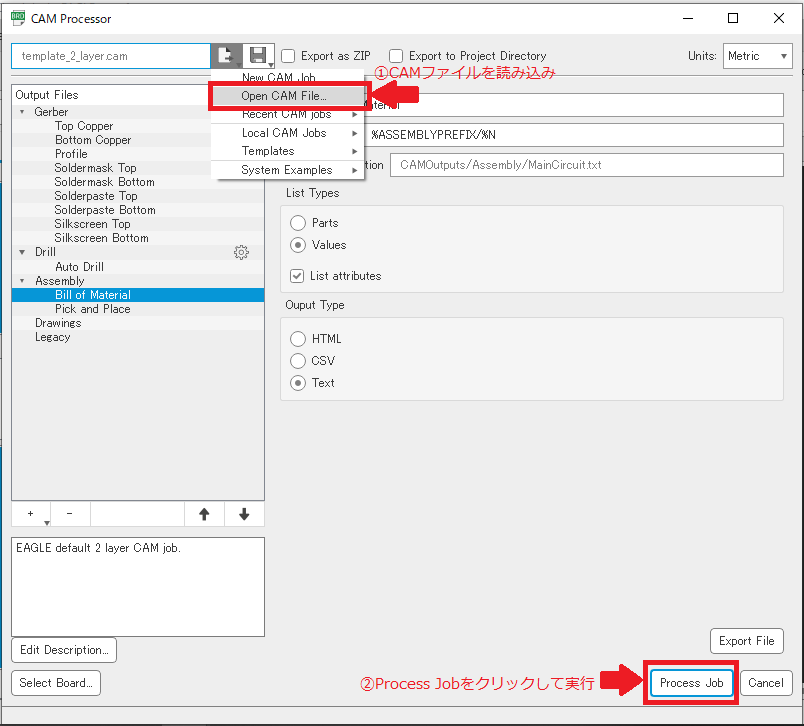 CAM Processor
template_2_layer.cam
Export as ZIP
Export to Project Directory
Units:
Metric
①CAMファイルを読み込み
New CAM Job
Open CAM File...
Recent CAM jobs
Local CAM Jobs
Templates
System Examples
Output Files
Gerber
Top Copper
Bottom Copper
Profile
Soldermask Top
Soldermask Bottom
Solderpaste Top
Solderpaste Bottom
Silkscreen Top
Silkscreen Bottom
Drill
Auto Drill
Assembly
Bill of Material
Pick and Place
Drawings
Legacy
%ASSEMBLYPREFIX/%N
CAMOutputs/Assembly/MainCircuit.txt
List Types
Parts
Values
List attributes
Ouput Type
HTML
CSV
Text
+
-
EAGLE default 2 layer CAM job.
Edit Description...
Select Board...
Export File
②Process Jobをクリックして実行
Process Job
Cancel